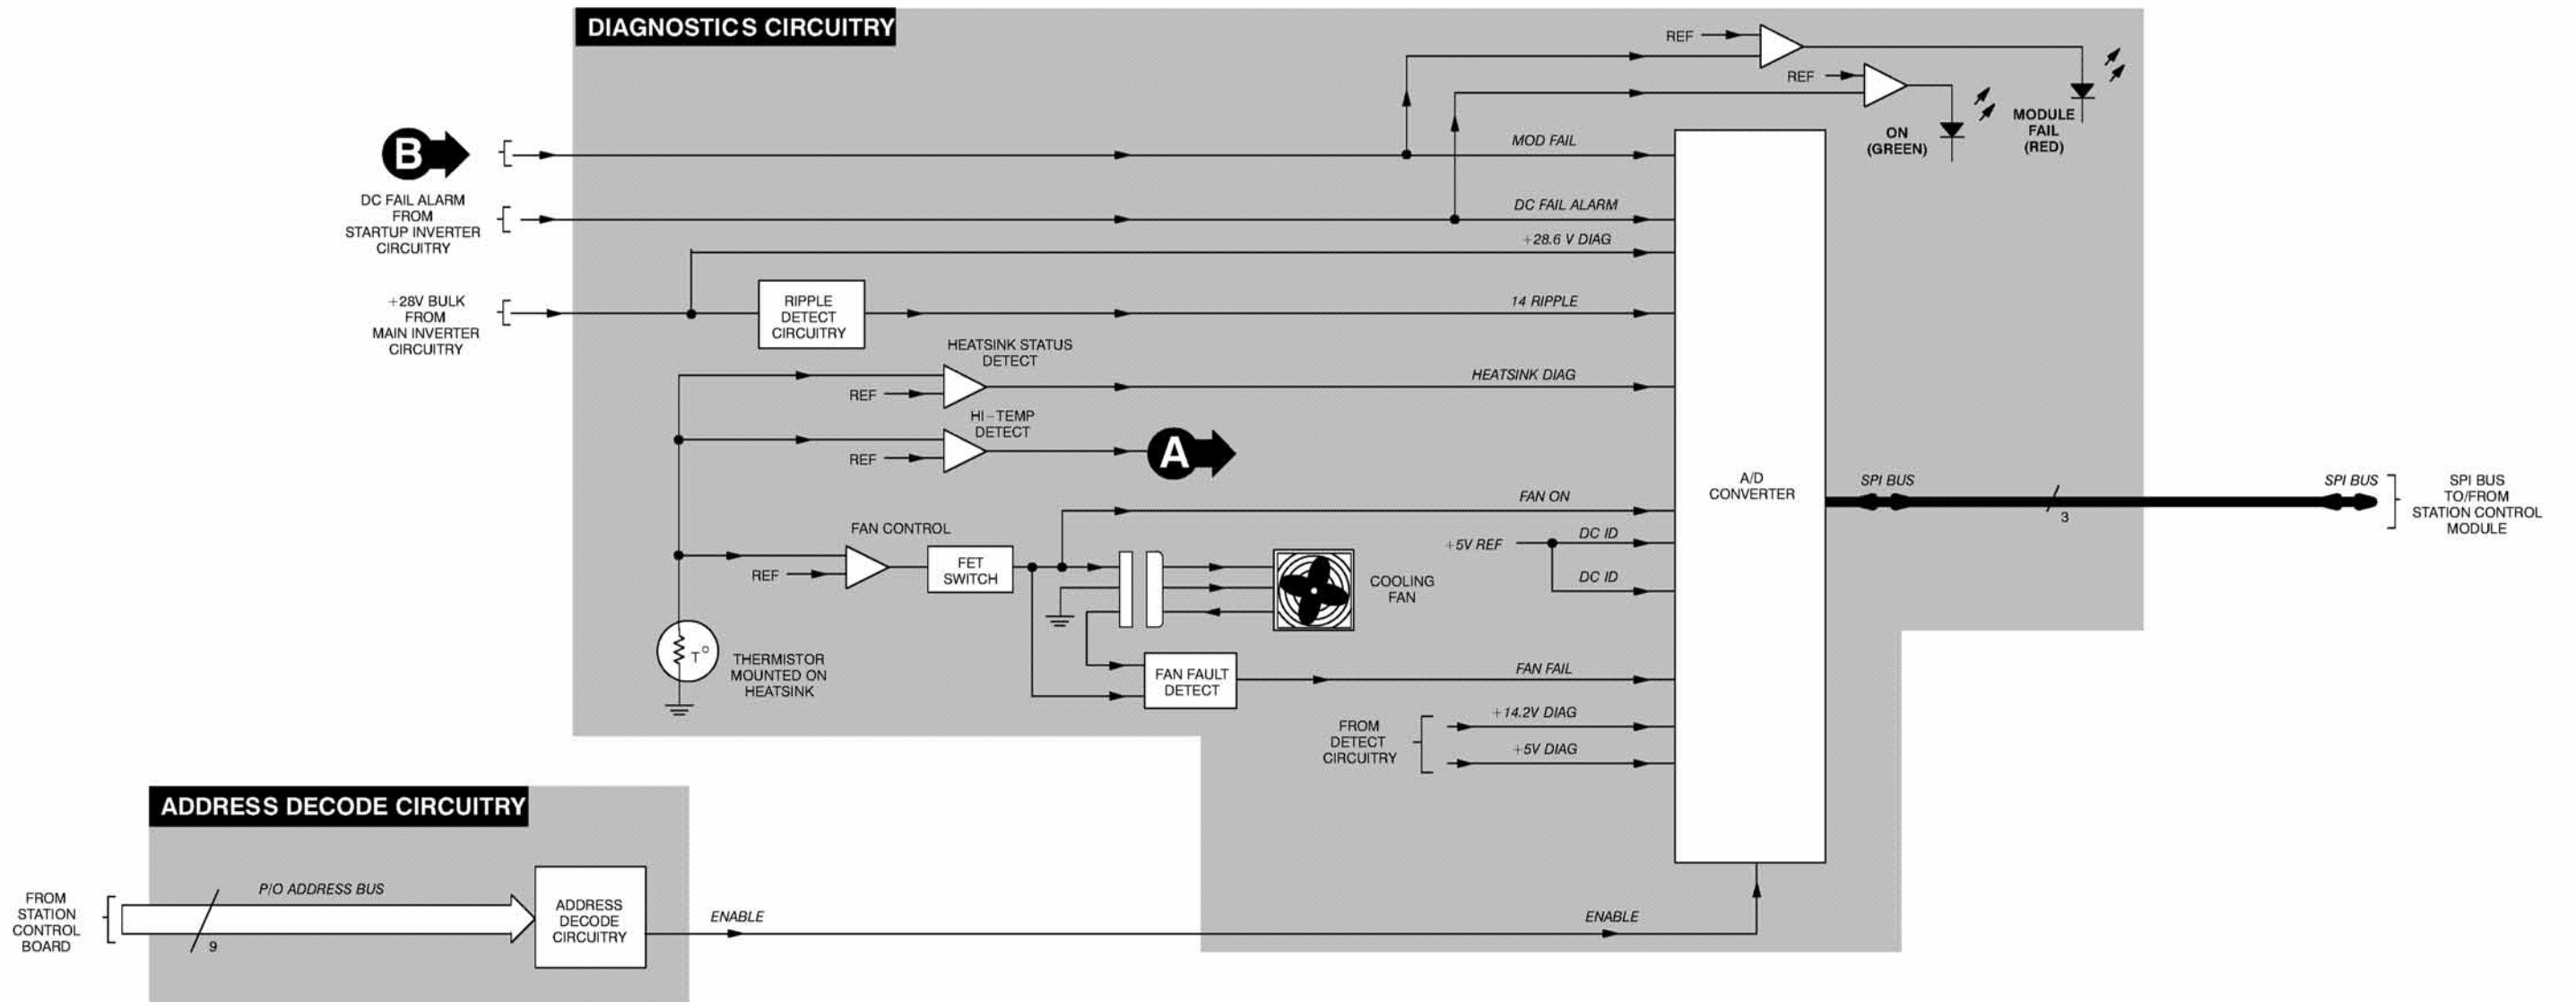 DIAGNOSTICS CIRCUITRY
REF
REF
MODULE
FAIL
(RED)
ON
(GREEN)
B
MOD FAIL
DC FAIL ALARM
FROM
STARTUP INVERTER
CIRCUITRY
DC FAIL ALARM
+28.6 V DIAG
+28V BULK
FROM
MAIN INVERTER
CIRCUITRY
RIPPLE
DETECT
CIRCUITRY
14 RIPPLE
HEATSINK STATUS
DETECT
REF
HEATSINK DIAG
HI-TEMP
DETECT
REF
A
A/D
CONVERTER
SPI BUS
3
SPI BUS
SPI BUS
TO/FROM
STATION CONTROL
MODULE
FAN ON
FAN CONTROL
REF
FET
SWITCH
+5V REF
DC ID
DC ID
COOLING
FAN
T°
THERMISTOR
MOUNTED ON
HEATSINK
FAN FAULT
DETECT
FAN FAIL
FROM
DETECT
CIRCUITRY
+14.2V DIAG
+5V DIAG
ADDRESS DECODE CIRCUITRY
FROM
STATION
CONTROL
BOARD
P/O ADDRESS BUS
9
ADDRESS
DECODE
CIRCUITRY
ENABLE
ENABLE